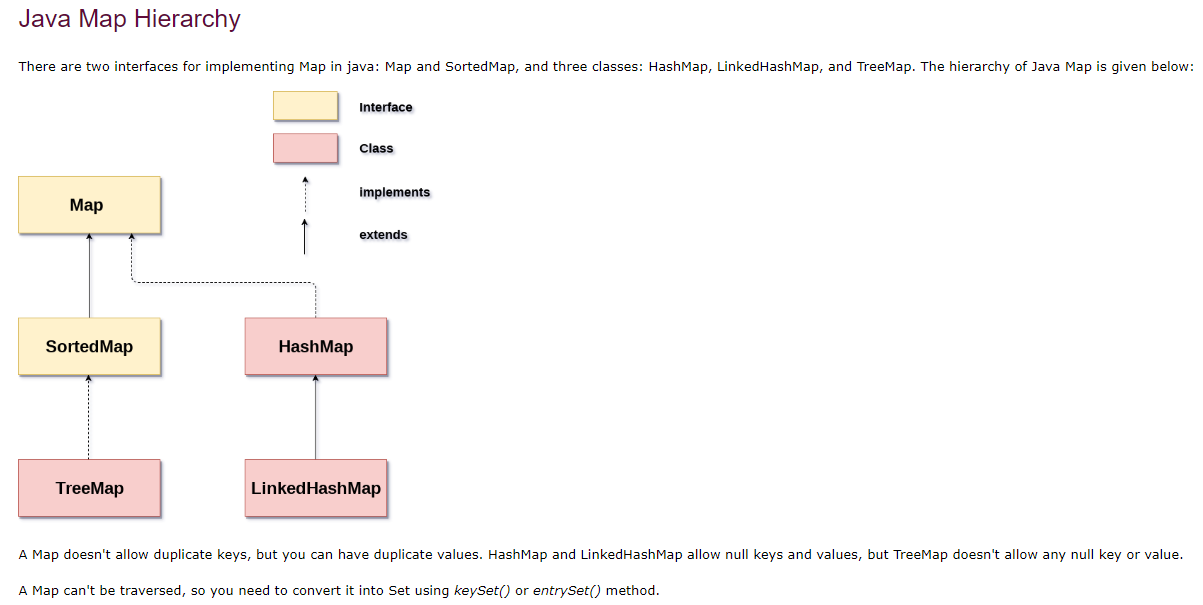 Java Map Hierarchy
There are two interfaces for implementing Map in java: Map and SortedMap, and three classes: HashMap, LinkedHashMap, and TreeMap. The hierarchy of Java Map is given below:
Interface
Class
implements
extends
Map
SortedMap
HashMap
TreeMap
LinkedHashMap
A Map doesn't allow duplicate keys, but you can have duplicate values. HashMap and LinkedHashMap allow null keys and values, but TreeMap doesn't allow any null key or value.
A Map can't be traversed, so you need to convert it into Set using keySet() or entrySet() method.